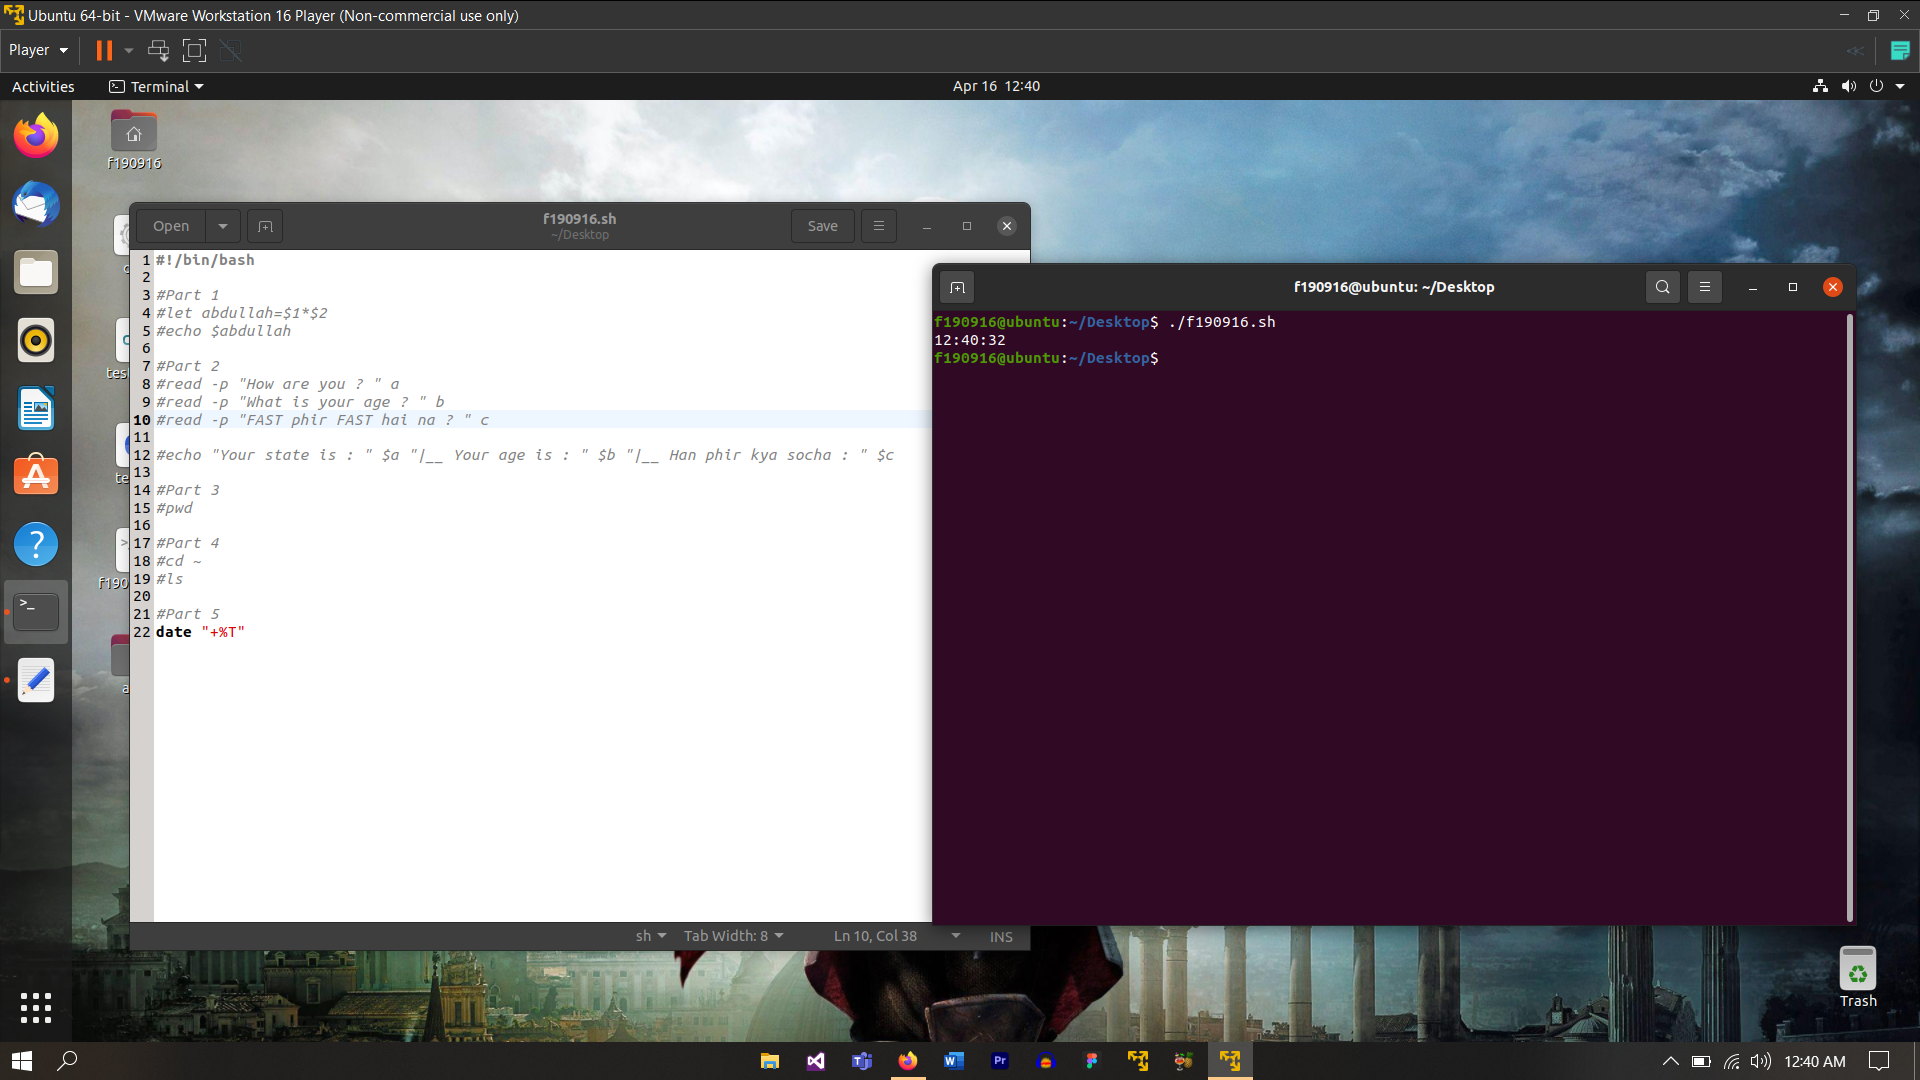 Ubuntu 64-bit - VMware Workstation 16 Player (Non-commercial use only)
Player
Activities
Terminal
Apr 16 12:40
f190916
Open
f190916.sh
~/Desktop
Save
1 #!/bin/bash
2
3 #Part 1
4 #let abdullah=$1*$2
5 #echo $abdullah
6
7 #Part 2
8 #read -p "How are you ? " a
9 #read -p "What is your age ? " b
10 #read -p "FAST phir FAST hai na ? " c
11
12 #echo "Your state is : " $a "|__ Your age is : " $b "|__ Han phir kya socha : " $c
13
14 #Part 3
15 #pwd
16
17 #Part 4
18 #cd ~
19 #ls
20
21 #Part 5
22 date "+%T"
sh
Tab Width: 8
Ln 10, Col 38
INS
f190916@ubuntu: ~/Desktop
f190916@ubuntu:~/Desktop$ ./f190916.sh
12:40:32
f190916@ubuntu:~/Desktop$
Trash
12:40 AM